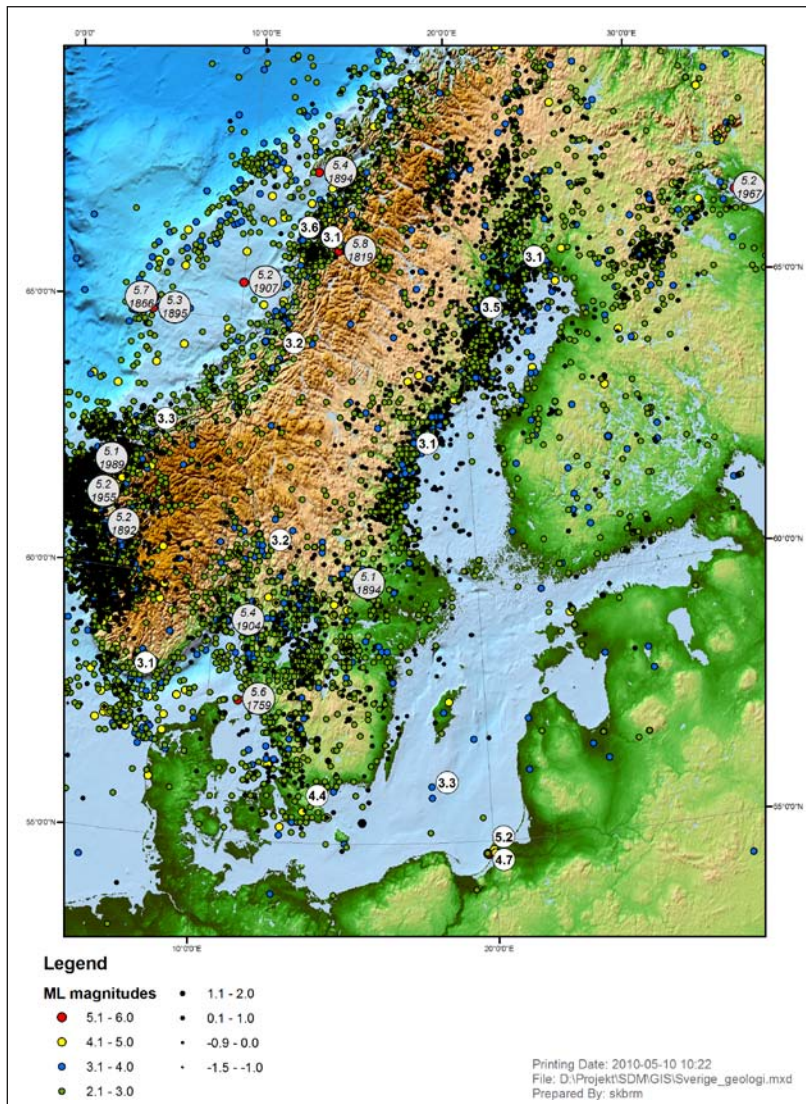 0°0'0"
10°0'0"E
20°0'0"E
30°0'0"E
5.4
1894
5.2
1967
3.6
3.1
5.8
1819
3.1
65°0'0"N
65°0'0"N
5.2
1907
5.7
1866
5.3
1895
3.5
3.2
3.3
3.1
5.1
1989
5.2
1955
5.2
1892
3.2
60°0'0"N
60°0'0"N
5.1
1894
5.4
1904
3.1
5.6
1759
3.3
4.4
55°0'0"N
55°0'0"N
5.2
4.7
10°0'0"E
20°0'0"E
Legend
ML magnitudes
5.1 - 6.0
4.1 - 5.0
3.1 - 4.0
2.1 - 3.0
1.1 - 2.0
0.1 - 1.0
-0.9 - 0.0
-1.5 - -1.0
Printing Date: 2010-05-10 10:22
File: D:\Projekt\SDM\GIS\Sverige_geologi.mxd
Prepared By: skbrm